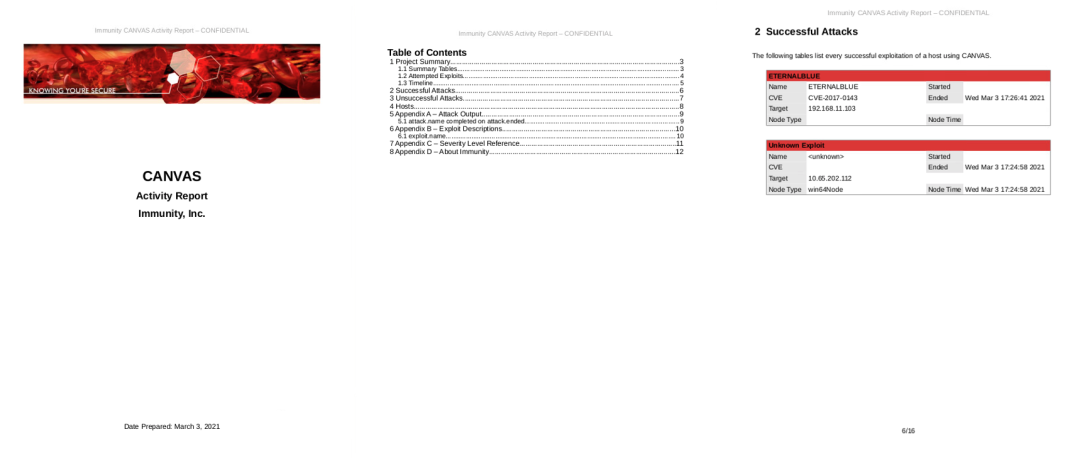 Immunity CANVAS Activity Report – CONFIDENTIAL
KNOWING YOU'RE SECURE
CANVAS
Activity Report
Immunity, Inc.
Date Prepared: March 3, 2021
Immunity CANVAS Activity Report – CONFIDENTIAL
Table of Contents
1 Project Summary...3
1.1 Summary Tables...3
1.2 Attempted Exploits...4
1.3 Timeline...5
2 Successful Attacks...6
3 Unsuccessful Attacks...7
4 Hosts...8
5 Appendix A – Attack Output...9
5.1 attack.name completed on attack.ended...9
6 Appendix B – Exploit Descriptions...10
6.1 exploit.name...10
7 Appendix C – Severity Level Reference...11
8 Appendix D – About Immunity...12
Immunity CANVAS Activity Report – CONFIDENTIAL
2 Successful Attacks
The following tables list every successful exploitation of a host using CANVAS.
ETERNALBLUE
Name ETERNALBLUE Started
CVE CVE-2017-0143 Ended Wed Mar 3 17:26:41 2021
Target 192.168.11.103
Node Type Node Time
Unknown Exploit
Name <unknown> Started
CVE Ended Wed Mar 3 17:24:58 2021
Target 10.65.202.112
Node Type win64Node Node Time Wed Mar 3 17:24:58 2021
6/16